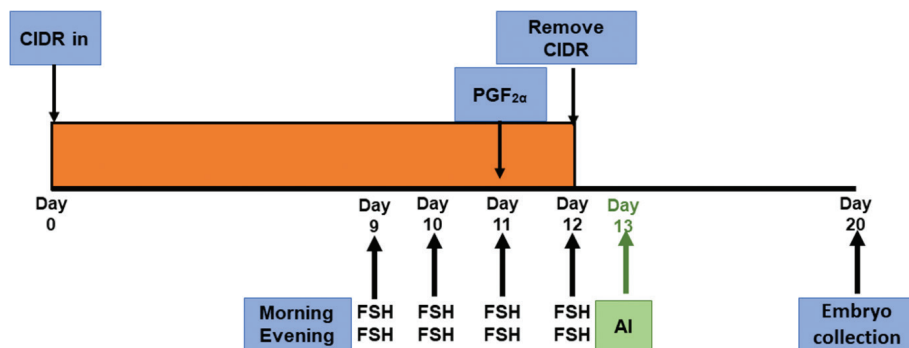 CIDR in
Remove
CIDR
PGF2α
Day
0
Day
9
Day
10
Day
11
Day
12
Day
13
Day
20
Morning
Evening
FSH FSH FSH FSH
FSH FSH FSH FSH
AI
Embryo
collection